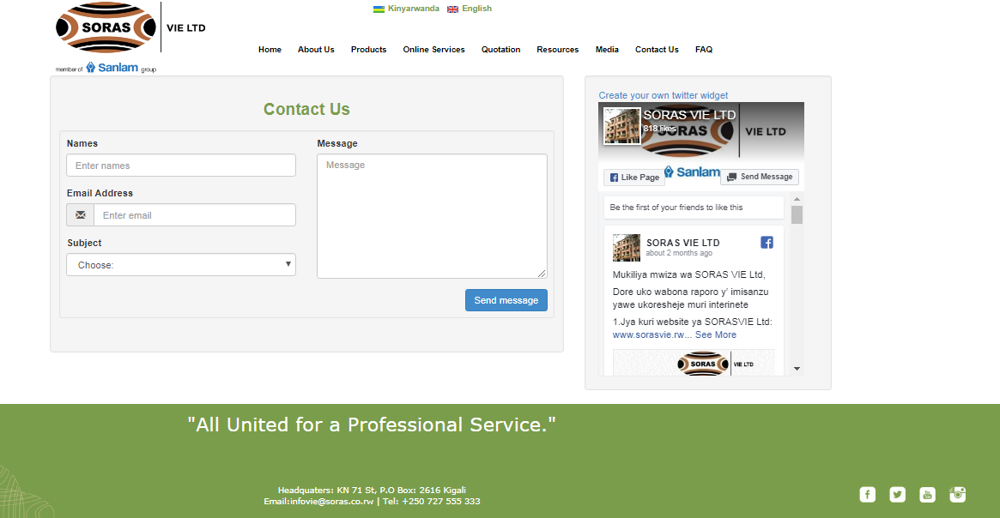 Kinyarwanda English
SORAS VIE LTD
member of Sanlam group
Home About Us Products Online Services Quotation Resources Media Contact Us FAQ
Contact Us
Names
Enter names
Email Address
Enter email
Subject
Choose:
Message
Message
Send message
Create your own twitter widget
SORAS VIE LTD
818 likes
SORAS VIE LTD
Sanlam
Like Page
Send Message
Be the first of your friends to like this
SORAS VIE LTD
about 2 months ago
Mukiliya mwiza wa SORAS VIE Ltd,
Dore uko wabona raporo y' imisanzu
yawe ukoresheje muri interinete
1.Jya kuri website ya SORASVIE Ltd:
www.sorasvie.rw... See More
SORAS VIE LTD
"All United for a Professional Service."
Headquaters: KN 71 St, P.O Box: 2616 Kigali
Email:infovie@soras.co.rw | Tel: +250 727 555 333